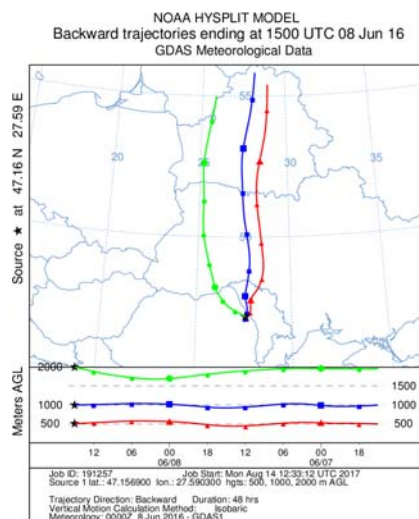 NOAA HYSPLIT MODEL
Backward trajectories ending at 1500 UTC 08 Jun 16
GDAS Meteorological Data
Source ★ at 47.16 N 27.59 E
55
20
25
30
35
Meters AGL
2000
1500
1000
1000
500
500
12 06 00 18 12 06 00 18
06/08 06/07
Job ID: 191257 Job Start: Mon Aug 14 12:33:12 UTC 2017
Source 1 lat.: 47.156900 lon.: 27.590300 hgts: 500, 1000, 2000 m AGL
Trajectory Direction: Backward Duration: 48 hrs
Vertical Motion Calculation Method: Isobaric
Meteorology: 0000Z 8 Jun 2016 - GDAS1